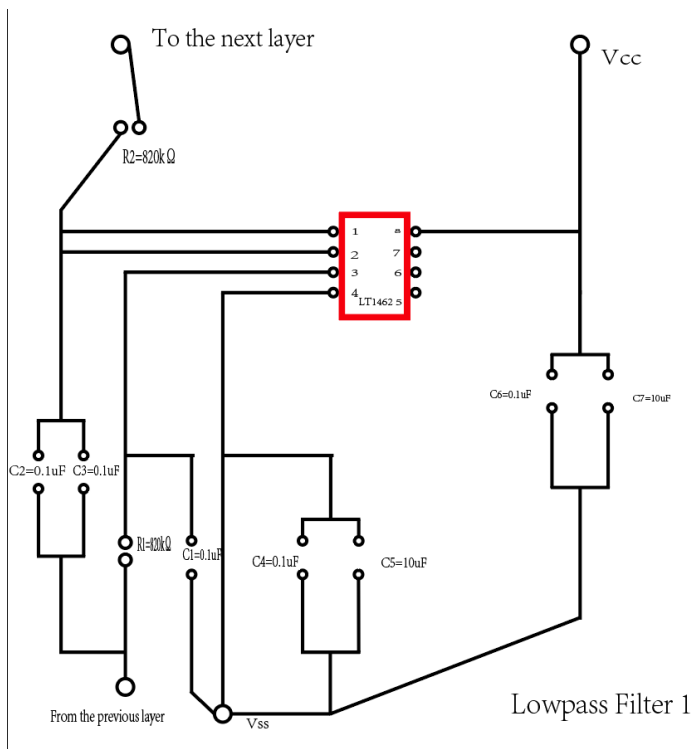 To the next layer
Vcc
R2=820kΩ
1
8
2
7
3
6
4
LT1462 5
C6=0.1uF
C7=10uF
C2=0.1uF
C3=0.1uF
R1=820kΩ
C1=0.1uF
C4=0.1uF
C5=10uF
From the previous layer
Vss
Lowpass Filter 1